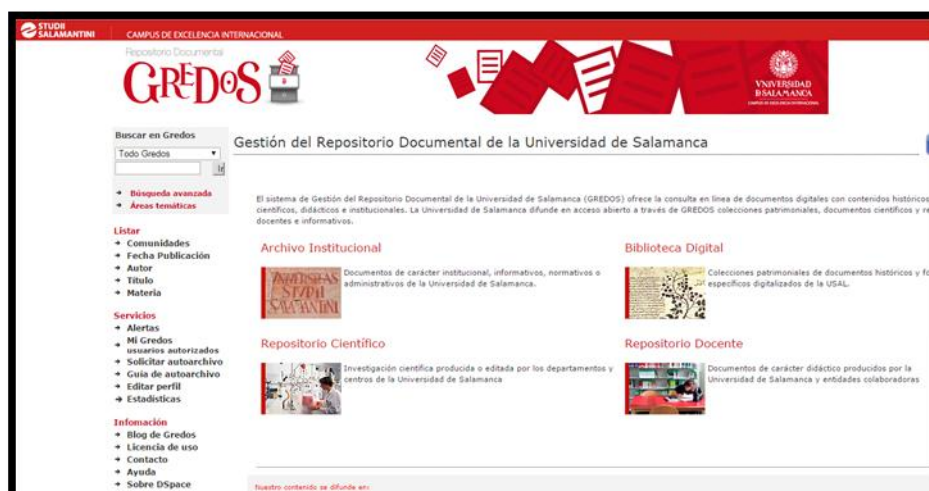 STUDII
SALAMANTINI
CAMPUS DE EXCELENCIA INTERNACIONAL
Repositorio Documental
GREDOS
VNIVERSIDAD
D SALAMANCA
CAMPUS DE EXCELENCIA INTERNACIONAL
Buscar en Gredos
Todo Gredos
Ir
Búsqueda avanzada
Áreas temáticas
Listar
Comunidades
Fecha Publicación
Autor
Título
Materia
Servicios
Alertas
Mi Gredos
usuarios autorizados
Solicitar autoarchivo
Guía de autoarchivo
Editar perfil
Estadísticas
Infomación
Blog de Gredos
Licencia de uso
Contacto
Ayuda
Sobre DSpace
Gestión del Repositorio Documental de la Universidad de Salamanca
El sistema de Gestión del Repositorio Documental de la Universidad de Salamanca (GREDOS) ofrece la consulta en línea de documentos digitales con contenidos históricos
científicos, didácticos e institucionales. La Universidad de Salamanca difunde en acceso abierto a través de GREDOS colecciones patrimoniales, documentos científicos y re
docentes e informativos.
Archivo Institucional
Documentos de carácter institucional, informativos, normativos o
administrativos de la Universidad de Salamanca.
Biblioteca Digital
Colecciones patrimoniales de documentos históricos y fo
específicos digitalizados de la USAL.
Repositorio Científico
Investigación científica producida o editada por los departamentos y
centros de la Universidad de Salamanca
Repositorio Docente
Documentos de carácter didáctico producidos por la
Universidad de Salamanca y entidades colaboradoras
Nuestro contenido se difunde en: